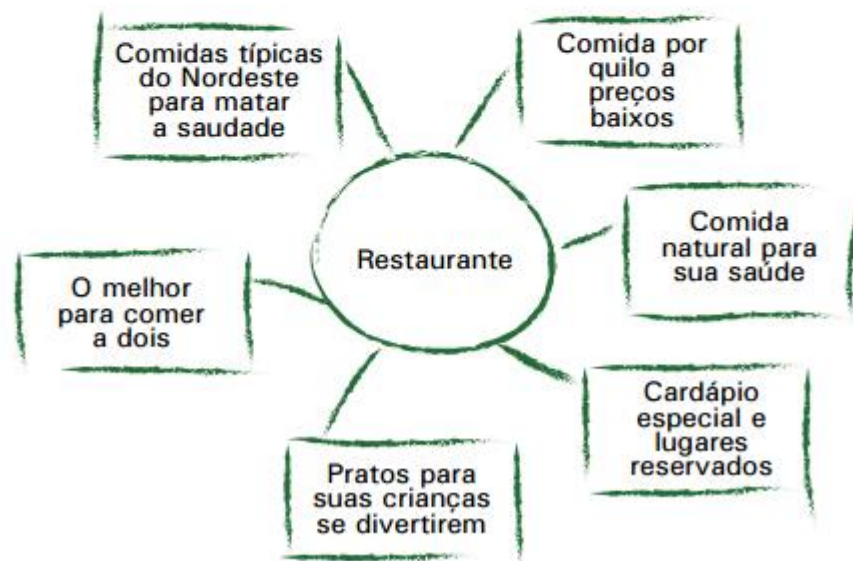 Comidas típicas
do Nordeste
para matar
a saudade
Comida por
quilo a
preços
baixos
Restaurante
Comida
natural para
sua saúde
O melhor
para comer
a dois
Cardápio
especial e
lugares
reservados
Pratos para
suas crianças
se divertirem